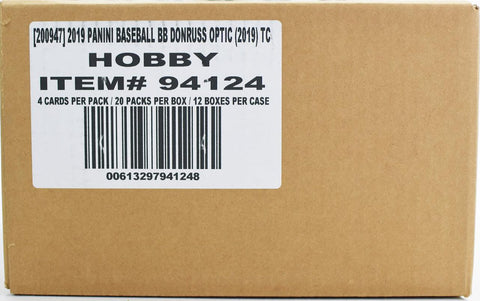 [200947] 2019 PANINI BASEBALL BB DONRUSS OPTIC (2019) TC
HOBBY
ITEM# 94124
4 CARDS PER PACK / 20 PACKS PER BOX / 12 BOXES PER CASE
00613297941248